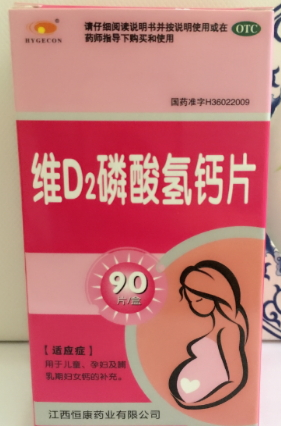 HYGECON
请仔细阅读说明书并按说明使用或在
药师指导下购买和使用
OTC
国药准字H36022009
维D2磷酸氢钙片
90
片/盒
【适应症】
用于儿童、孕妇及哺
乳期妇女钙的补充。
江西恒康药业有限公司